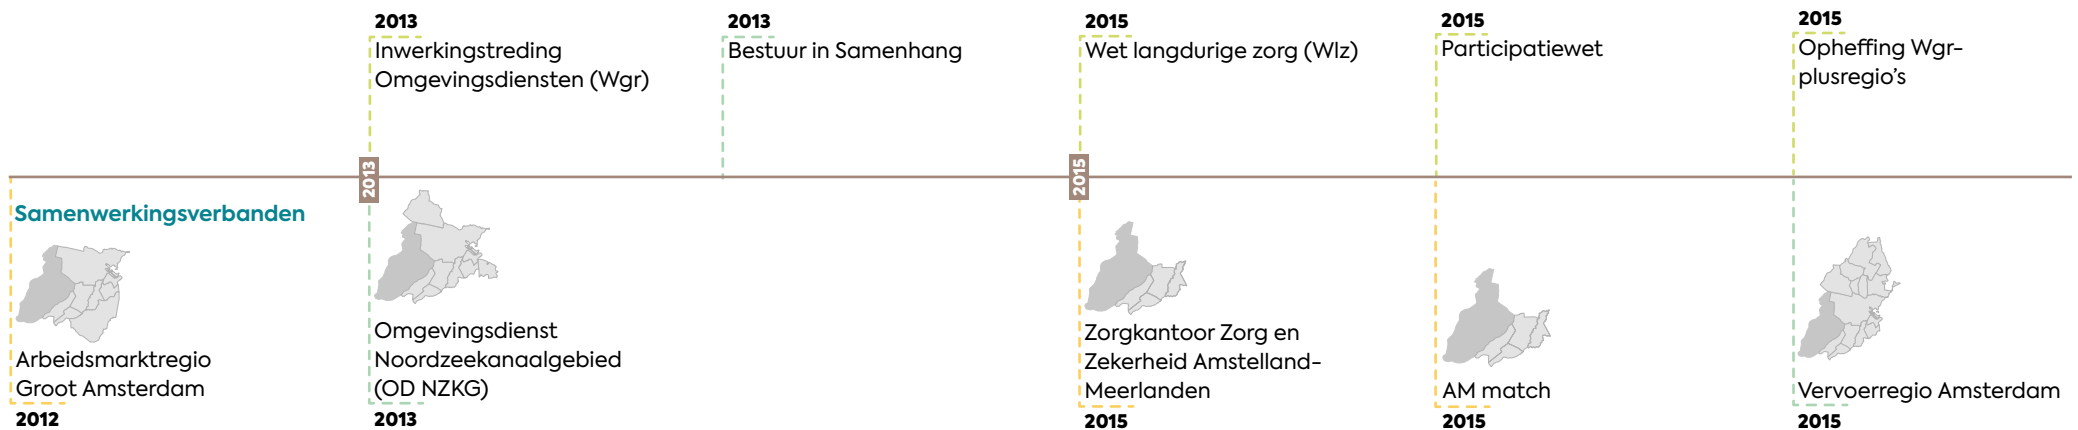 2013
Inwerkingstreding
Omgevingsdiensten (Wgr)
2013
Bestuur in Samenhang
2015
Wet langdurige zorg (Wlz)
2015
Participatiewet
2015
Opheffing Wgr-
plusregio's
2013
2015
Samenwerkingsverbanden
Arbeidsmarktregio
Groot Amsterdam
2012
Omgevingsdienst
Noordzeekanaalgebied
(OD NZKG)
2013
Zorgkantoor Zorg en
Zekerheid Amstelland-
Meerlanden
2015
AM match
2015
Vervoerregio Amsterdam
2015